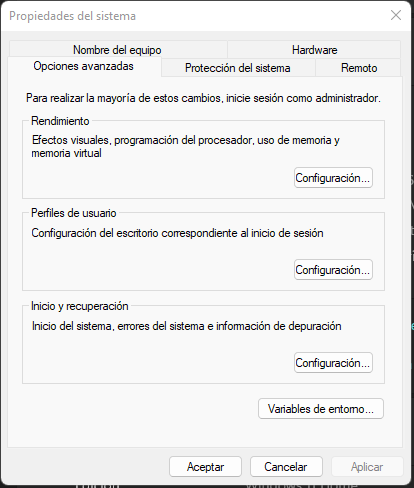 Propiedades del sistema
Nombre del equipo
Hardware
Opciones avanzadas
Protección del sistema
Remoto
Para realizar la mayoría de estos cambios, inicie sesión como administrador.
Rendimiento
Efectos visuales, programación del procesador, uso de memoria y
memoria virtual
Configuración...
Perfiles de usuario
Configuración del escritorio correspondiente al inicio de sesión
Configuración...
Inicio y recuperación
Inicio del sistema, errores del sistema e información de depuración
Configuración...
Variables de entorno...
Aceptar
Cancelar
Aplicar